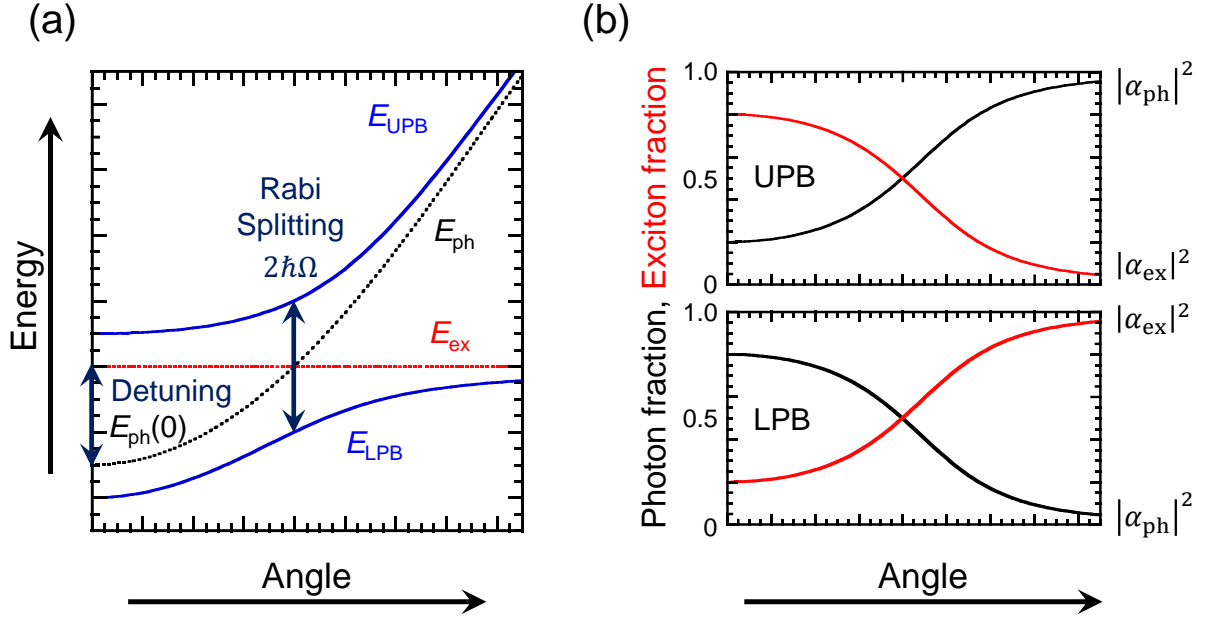 (a)
Energy
E_UPB
Rabi
Splitting
2ℏΩ
E_ph
E_ex
Detuning
E_ph(0)
E_LPB
Angle
(b)
Photon fraction, Exciton fraction
1.0
0.5
0
UPB
|α_ph|²
|α_ex|²
1.0
0.5
0
LPB
|α_ex|²
|α_ph|²
Angle